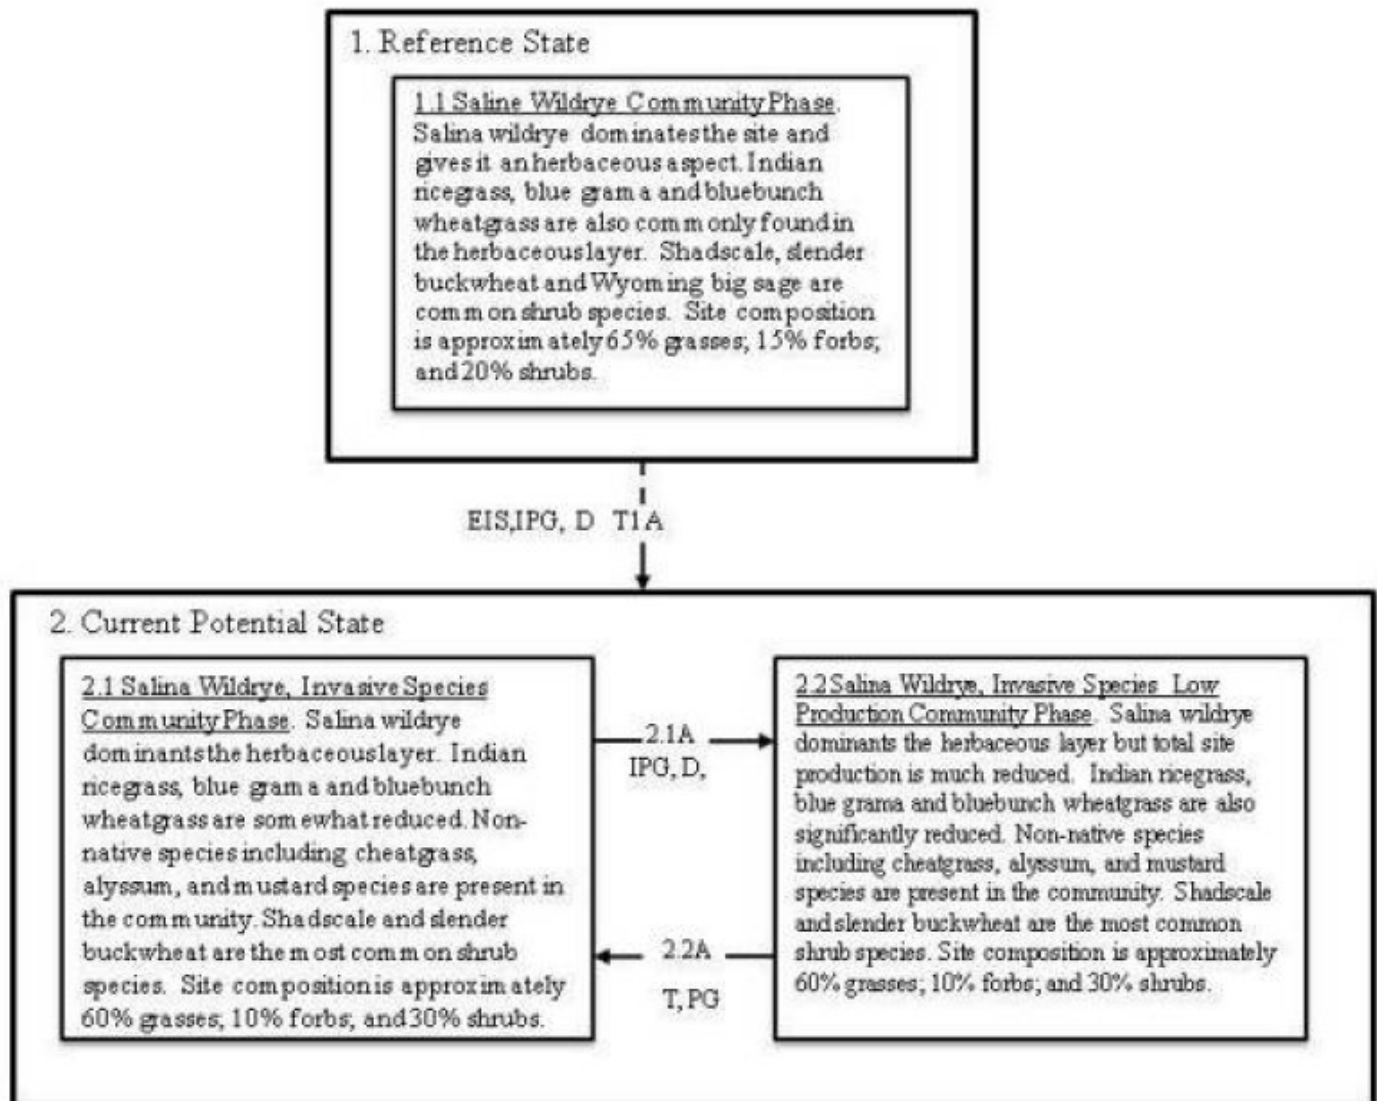 1. Reference State
1.1 Saline Wildrye Community Phase.
Salina wildrye dominates the site and
gives it an herbaceous aspect. Indian
ricegrass, blue grama and bluebunch
wheatgrass are also commonly found in
the herbaceous layer. Shadscale, slender
buckwheat and Wyoming big sage are
common shrub species. Site composition
is approximately 65% grasses; 15% forbs;
and 20% shrubs.
EIS,IPG, D T1A
2. Current Potential State
2.1 Salina Wildrye, Invasive Species
Community Phase. Salina wildrye
dominants the herbaceous layer. Indian
ricegrass, blue grama and bluebunch
wheatgrass are somewhat reduced. Non-
native species including cheatgrass,
alyssum, and mustard species are present in
the community. Shadscale and slender
buckwheat are the most common shrub
species. Site composition is approximately
60% grasses; 10% forbs; and 30% shrubs.
2.1A
IPG, D,
2.2A
T, PG
2.2 Salina Wildrye, Invasive Species Low
Production Community Phase. Salina wildrye
dominants the herbaceous layer but total site
production is much reduced. Indian ricegrass,
blue grama and bluebunch wheatgrass are also
significantly reduced. Non-native species
including cheatgrass, alyssum, and mustard
species are present in the community. Shadscale
and slender buckwheat are the most common
shrub species. Site composition is approximately
60% grasses; 10% forbs; and 30% shrubs.